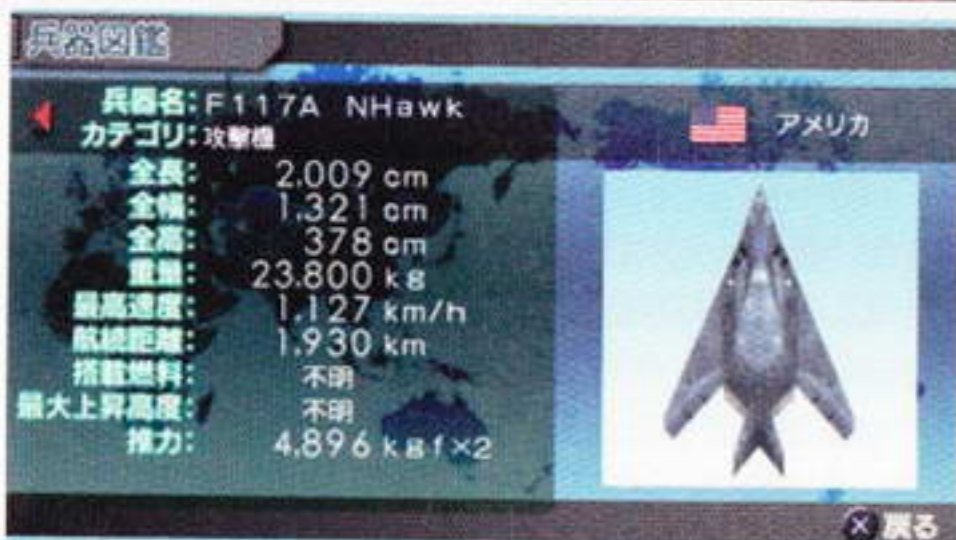 兵器図鑑
兵器名：F117A NHawk
カテゴリ：攻撃機
アメリカ
全長： 2,009 cm
全幅： 1,321 cm
全高： 378 cm
重量： 23,800 kg
最高速度： 1,127 km/h
航続距離： 1,930 km
搭載燃料： 不明
最大上昇高度： 不明
推力： 4,896 kgf×2
戻る